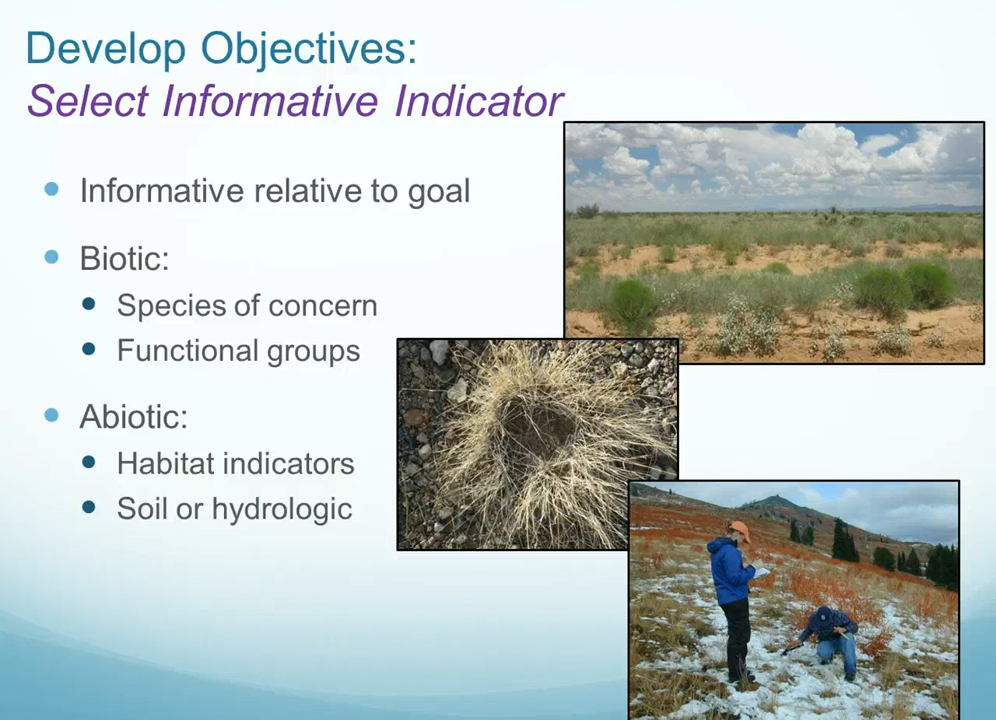 Develop Objectives:
Select Informative Indicator
Informative relative to goal
Biotic:
Species of concern
Functional groups
Abiotic:
Habitat indicators
Soil or hydrologic